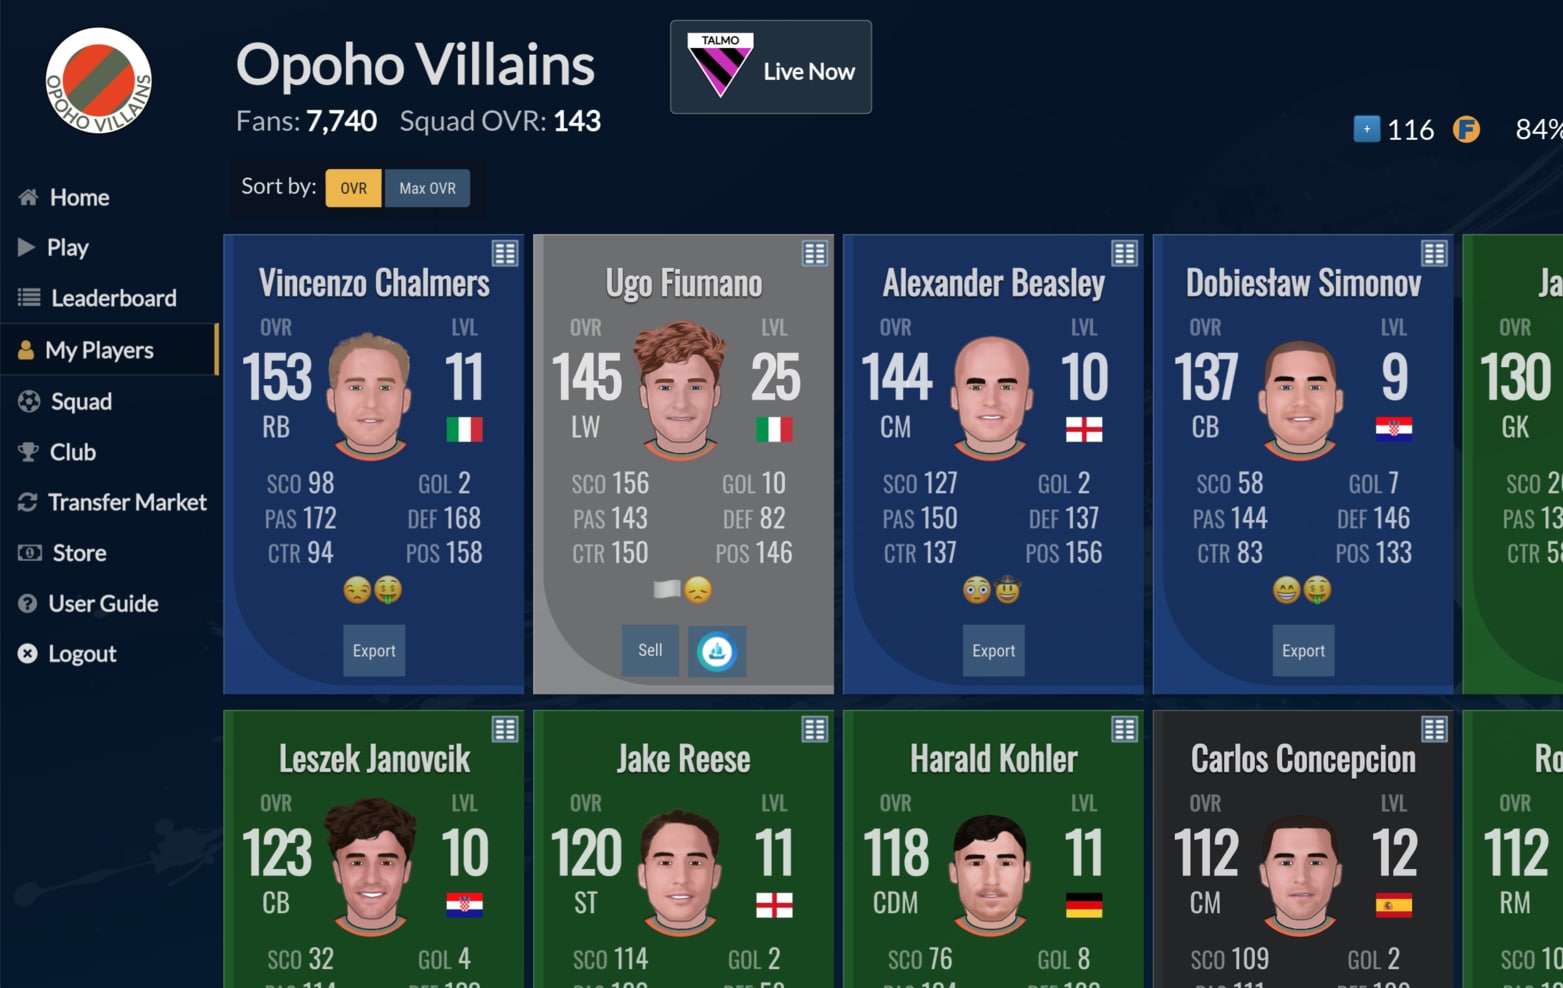 OPOHO VILLAINS
Opoho Villains
Fans: 7,740 Squad OVR: 143
TALMO
Live Now
+ 116 F 84%
Sort by: OVR Max OVR
Home
Play
Leaderboard
My Players
Squad
Club
Transfer Market
Store
User Guide
Logout
Vincenzo Chalmers
OVR LVL
153 11
RB
SCO 98 GOL 2
PAS 172 DEF 168
CTR 94 POS 158
Export
Ugo Fiumano
OVR LVL
145 25
LW
SCO 156 GOL 10
PAS 143 DEF 82
CTR 150 POS 146
Sell
Alexander Beasley
OVR LVL
144 10
CM
SCO 127 GOL 2
PAS 150 DEF 137
CTR 137 POS 156
Export
Dobiesław Simonov
OVR LVL
137 9
CB
SCO 58 GOL 7
PAS 144 DEF 146
CTR 83 POS 133
Export
Ja
OVR
130
GK
SCO
PAS
CTR
Leszek Janovcik
OVR LVL
123 10
CB
SCO 32 GOL 4
Jake Reese
OVR LVL
120 11
ST
SCO 114 GOL 2
Harald Kohler
OVR LVL
118 11
CDM
SCO 76 GOL 8
Carlos Concepcion
OVR LVL
112 12
CM
SCO 109 GOL 2
Ro
OVR
112
RM
SCO